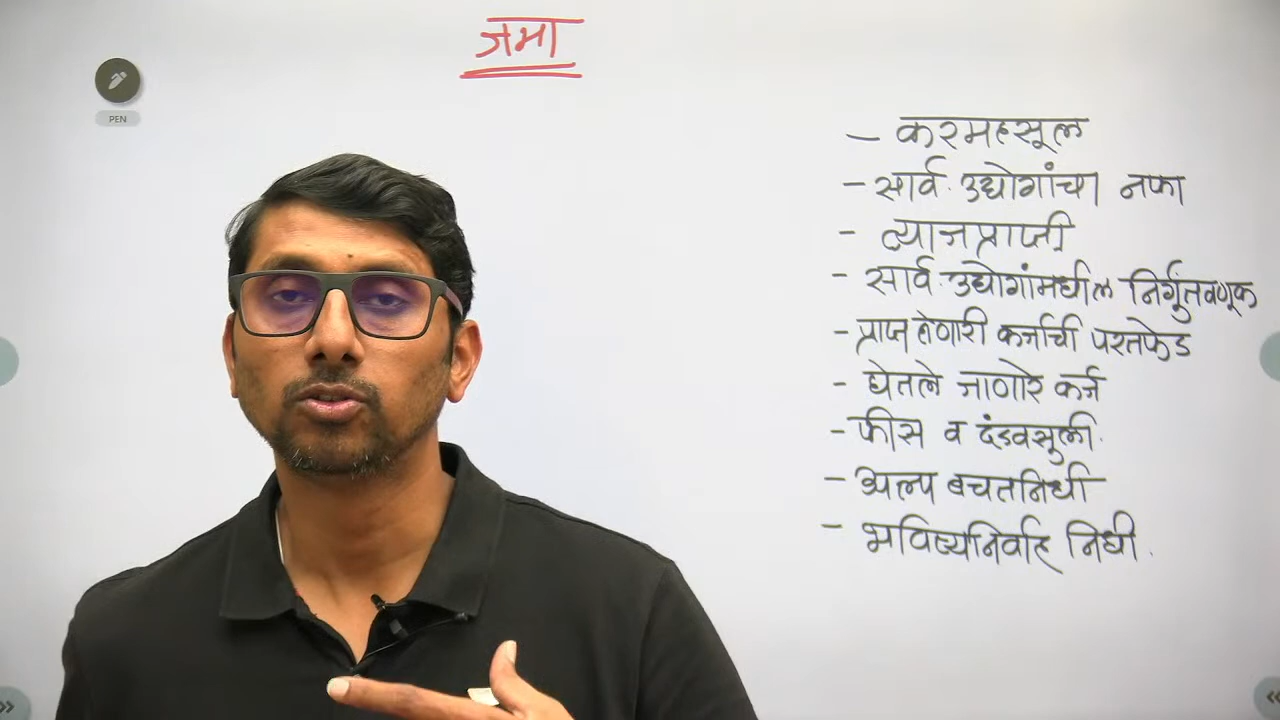 जमा
PEN
- करमहसूल
- सार्व. उद्योगांचा नफा
- व्याजप्राप्ती
- सार्व. उद्योगांमधील निर्गुंतवणूक
- प्राप्त होणारी कर्जाची परतफेड
- घेतले जाणारे कर्ज
- फीस व दंडवसुली.
- अल्प बचतनिधी
- भविष्यनिर्वाह निधी.